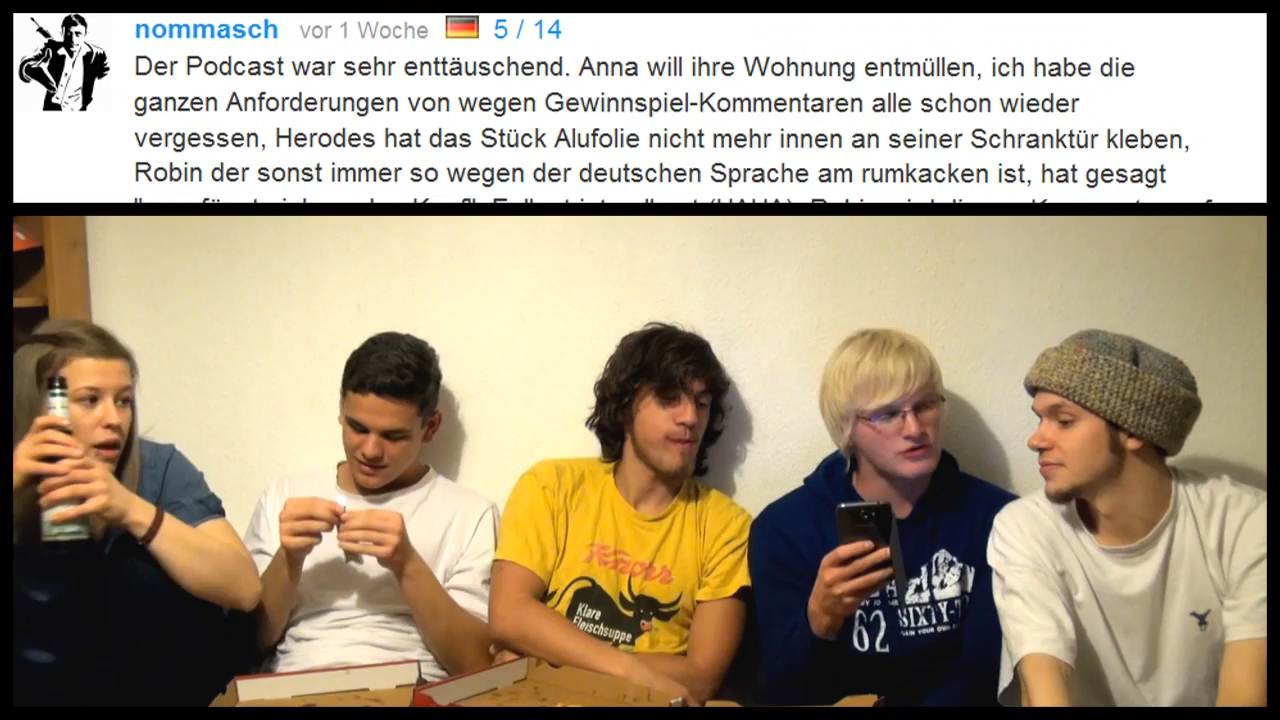 nommasch vor 1 Woche 5 / 14
Der Podcast war sehr enttäuschend. Anna will ihre Wohnung entmüllen, ich habe die
ganzen Anforderungen von wegen Gewinnspiel-Kommentaren alle schon wieder
vergessen, Herodes hat das Stück Alufolie nicht mehr innen an seiner Schranktür kleben,
Robin der sonst immer so wegen der deutschen Sprache am rumkacken ist, hat gesagt
Klare
Fleischsuppe
SIXTY-
62